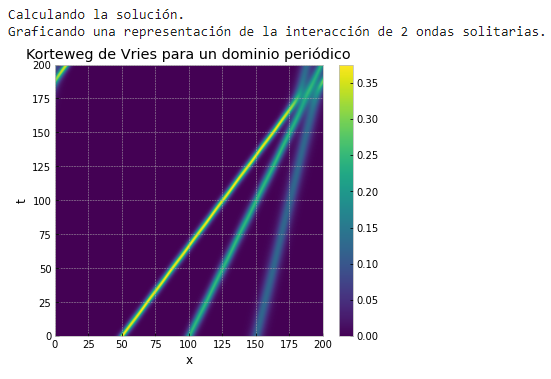 Calculando la solución.
Graficando una representación de la interacción de 2 ondas solitarias.
Korteweg de Vries para un dominio periódico
200
175
150
125
100
75
50
25
0
t
0 25 50 75 100 125 150 175 200
x
0.35
0.30
0.25
0.20
0.15
0.10
0.05
0.00